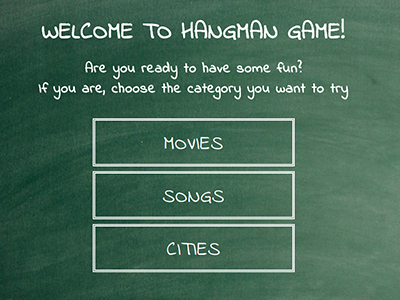 WELCOME TO HANGMAN GAME!
Are you ready to have some fun?
If you are, choose the category you want to try
MOVIES
SONGS
CITIES